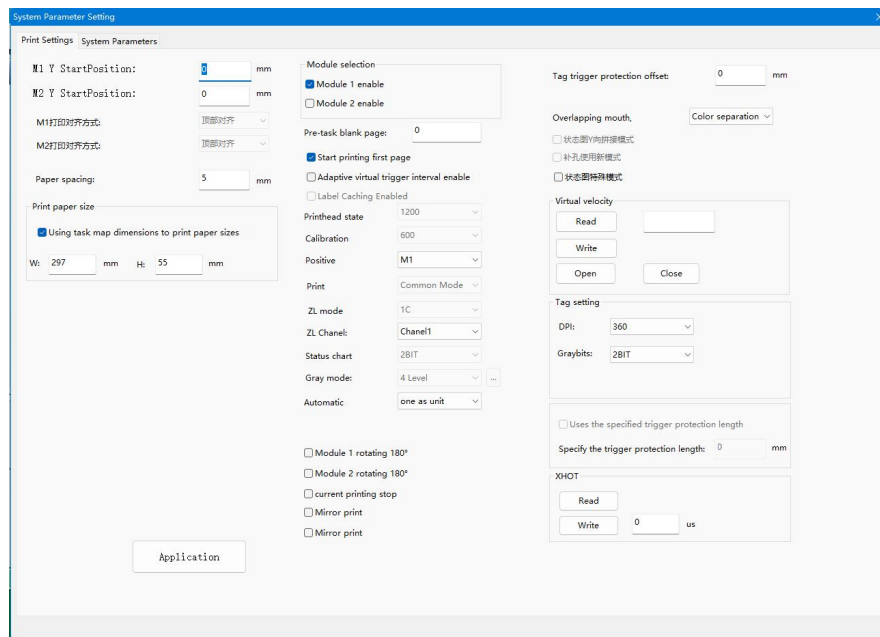 System Parameter Setting
Print Settings System Parameters
M1 Y StartPosition: 0 mm
M2 Y StartPosition: 0 mm
M1打印对齐方式: 顶部对齐
M2打印对齐方式: 顶部对齐
Paper spacing: 5 mm
Print paper size
Using task map dimensions to print paper sizes
W: 297 mm H: 55 mm
Application
Module selection
Module 1 enable
Module 2 enable
Pre-task blank page: 0
Start printing first page
Adaptive virtual trigger interval enable
Label Caching Enabled
Printhead state 1200
Calibration 600
Positive M1
Print Common Mode
ZL mode 1C
ZL Chanel: Chanel1
Status chart 2BIT
Gray mode: 4 Level ...
Automatic one as unit
Module 1 rotating 180°
Module 2 rotating 180°
current printing stop
Mirror print
Mirror print
Tag trigger protection offset: 0 mm
Overlapping mouth, Color separation
状态图Y向拼接模式
补孔使用新模式
状态图特殊模式
Virtual velocity
Read
Write
Open Close
Tag setting
DPI: 360
Graybits: 2BIT
Uses the specified trigger protection length
Specify the trigger protection length: 0 mm
XHOT
Read
Write 0 us